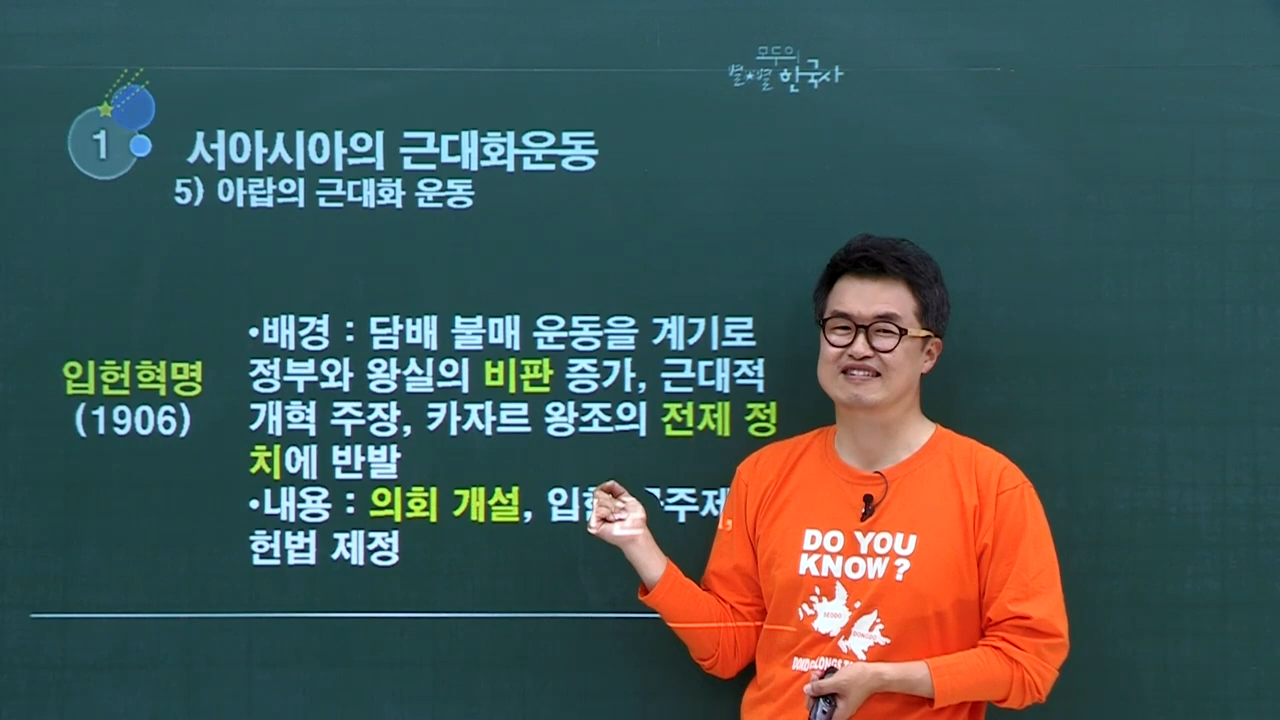 모두의
별★별 한국사
1
서아시아의 근대화운동
5) 아랍의 근대화 운동
입헌혁명
(1906)
•배경 : 담배 불매 운동을 계기로
정부와 왕실의 비판 증가, 근대적
개혁 주장, 카자르 왕조의 전제 정
치에 반발
•내용 : 의회 개설,
헌법 제정
DO YOU
KNOW?
SEODO
DONGDO